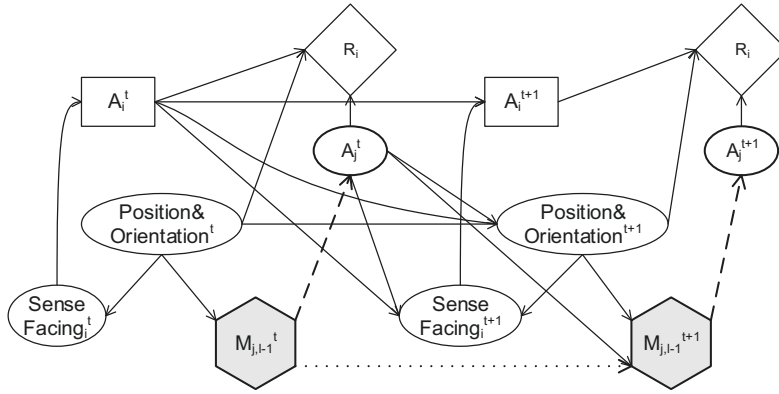 R_i
R_i
A_i^t
A_i^{t+1}
A_j^t
A_j^{t+1}
Position&
Orientation^t
Position&
Orientation^{t+1}
Sense
Facing_i^t
Sense
Facing_i^{t+1}
M_{j,l-1}^t
M_{j,l-1}^{t+1}